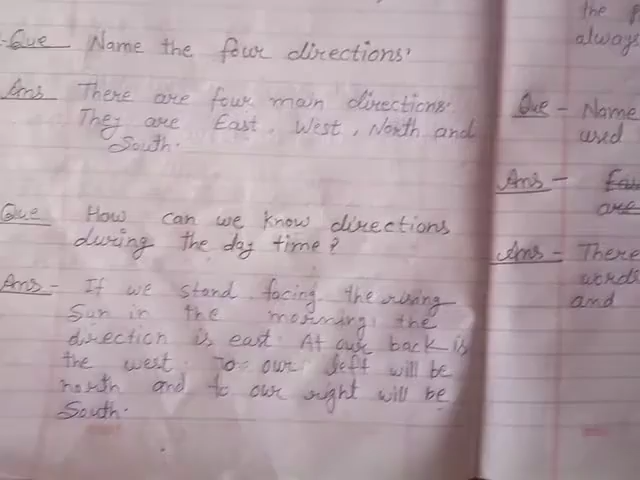 Que Name the four directions.
Ans There are four main directions.
They are East, West, North and
South.
Que How can we know directions
during the day time?
Ans - If we stand facing the rising
Sun in the morning, the
direction is east. At our back is
the west. To our left will be
north and to our right will be
South.
the
always
Que - Name
used
Ans -
are
Ans - There
words
and